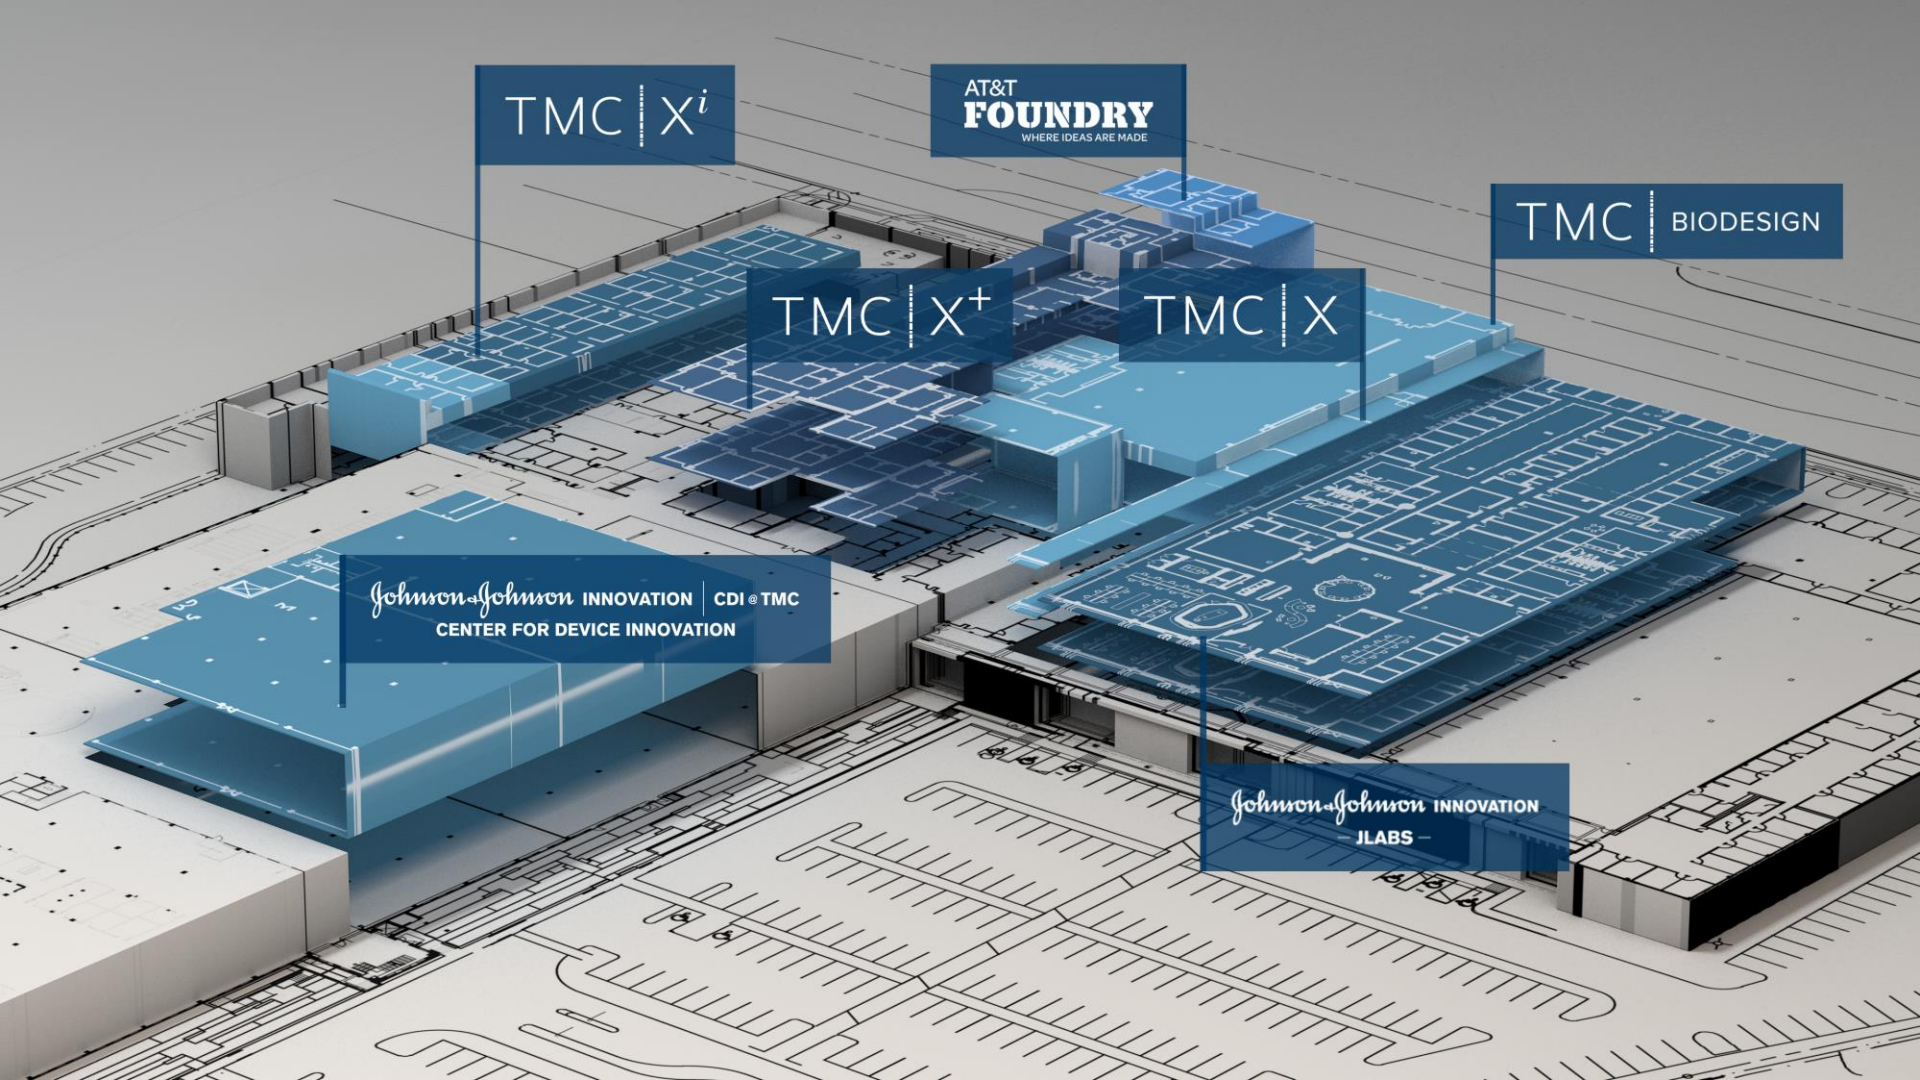 TMC | Xⁱ
AT&T
FOUNDRY
WHERE IDEAS ARE MADE
TMC | BIODESIGN
TMC | X⁺
TMC | X
Johnson & Johnson INNOVATION | CDI @ TMC
CENTER FOR DEVICE INNOVATION
Johnson & Johnson INNOVATION
— JLABS —